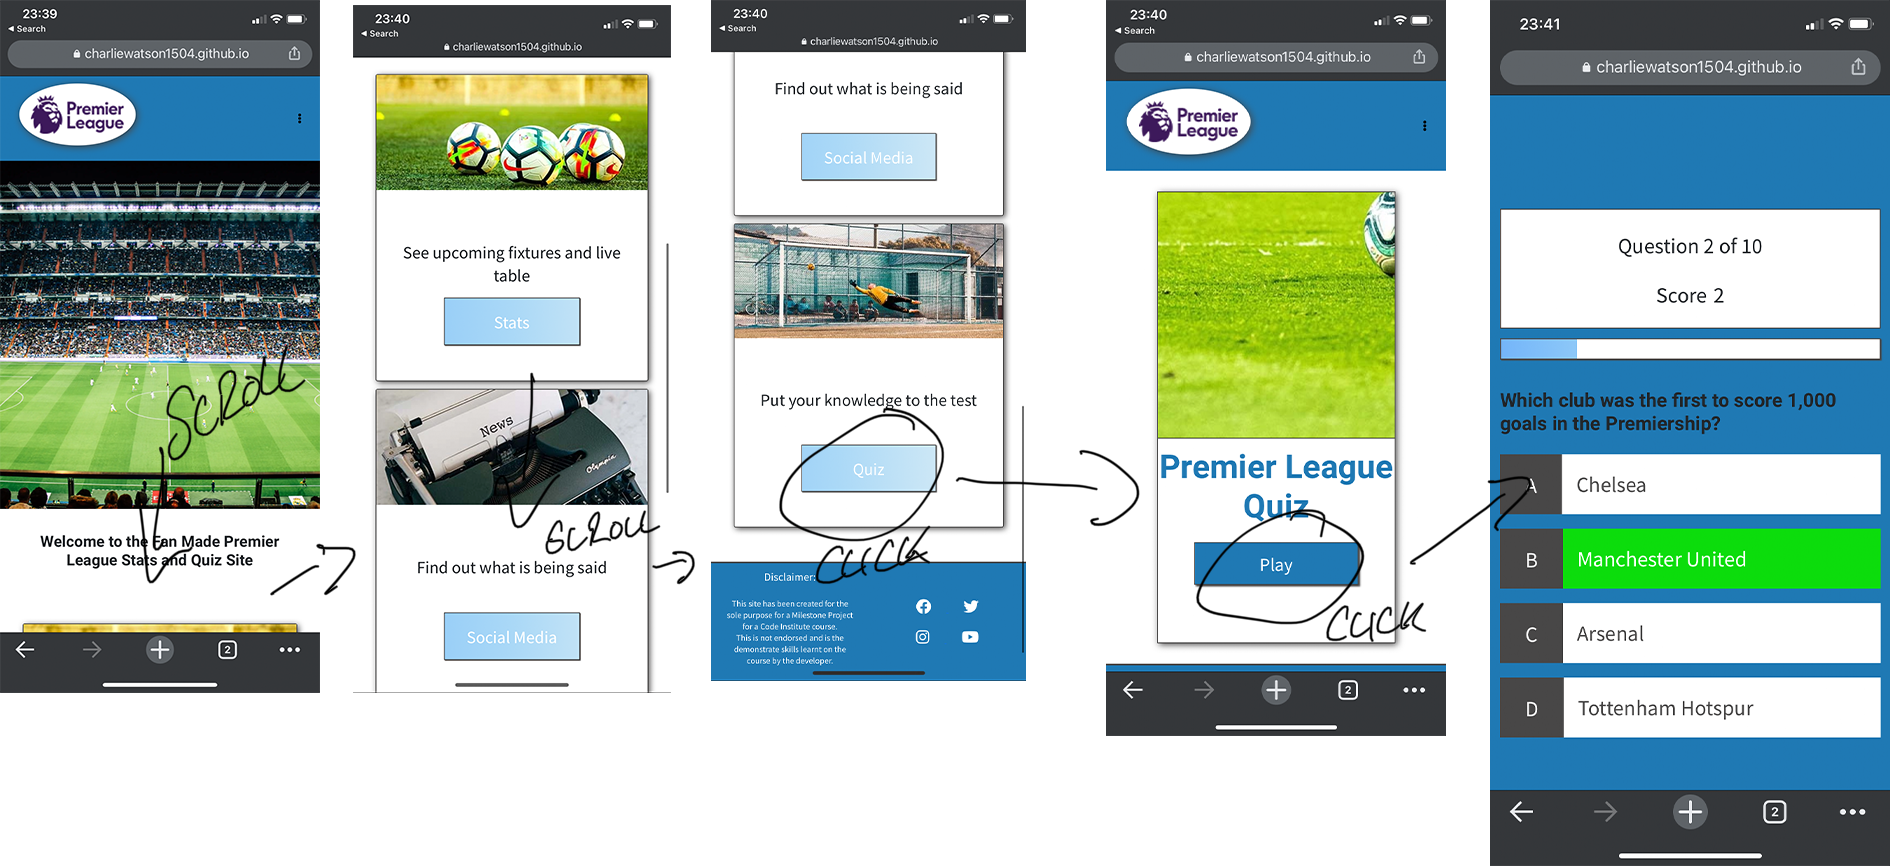 23:39
Search
charliewatson1504.github.io
Premier
League
SCROLL
Welcome to the Fan Made Premier
League Stats and Quiz Site
2
23:40
Search
charliewatson1504.github.io
See upcoming fixtures and live
table
Stats
News
Olympia
SCROLL
Find out what is being said
Social Media
23:40
Search
charliewatson1504.github.io
Find out what is being said
Social Media
Put your knowledge to the test
Quiz
CLICK
Disclaimer:
This site has been created for the
sole purpose for a Milestone Project
for a Code Institute course.
This is not endorsed and is the
demonstrate skills learnt on the
course by the developer.
23:40
Search
charliewatson1504.github.io
Premier
League
Premier League
Quiz
Play
CLICK
2
23:41
charliewatson1504.github.io
Question 2 of 10
Score 2
Which club was the first to score 1,000
goals in the Premiership?
A Chelsea
B Manchester United
C Arsenal
D Tottenham Hotspur
2